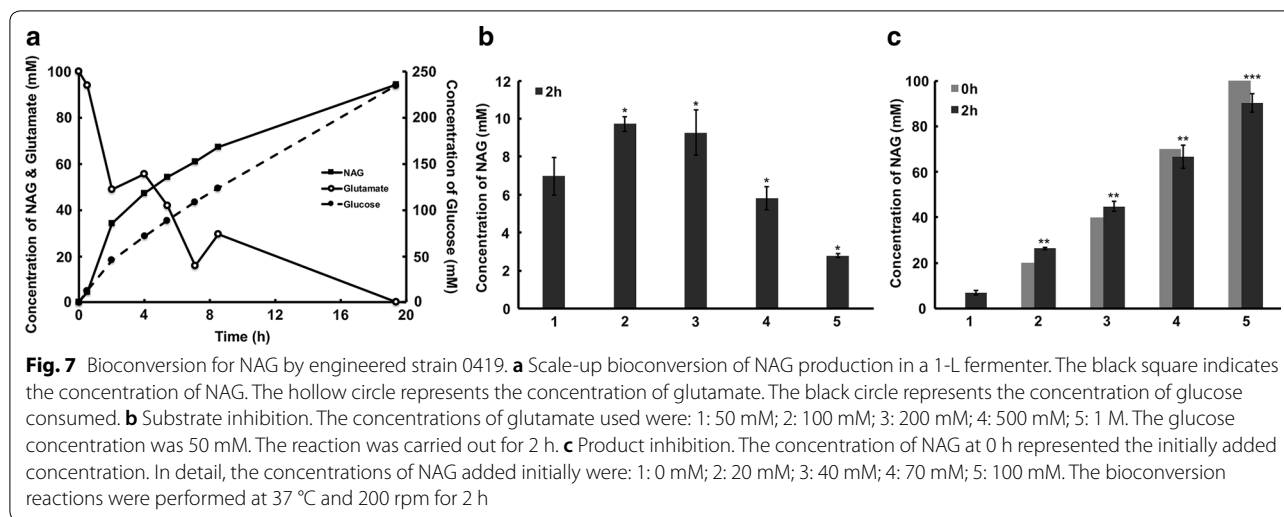 a
Concentration of NAG & Glutamate (mM)
100
80
60
40
20
0
250
200
150
100
50
0
Concentration of Glucose (mM)
NAG
Glutamate
Glucose
0 4 8 12 16 20
Time (h)
b
Concentration of NAG (mM)
12
10
8
6
4
2
0
2h
* * * *
1 2 3 4 5
c
Concentration of NAG (mM)
100
80
60
40
20
0
0h
2h
** ** ** ***
1 2 3 4 5
Fig. 7 Bioconversion for NAG by engineered strain 0419. a Scale-up bioconversion of NAG production in a 1-L fermenter. The black square indicates
the concentration of NAG. The hollow circle represents the concentration of glutamate. The black circle represents the concentration of glucose
consumed. b Substrate inhibition. The concentrations of glutamate used were: 1: 50 mM; 2: 100 mM; 3: 200 mM; 4: 500 mM; 5: 1 M. The glucose
concentration was 50 mM. The reaction was carried out for 2 h. c Product inhibition. The concentration of NAG at 0 h represented the initially added
concentration. In detail, the concentrations of NAG added initially were: 1: 0 mM; 2: 20 mM; 3: 40 mM; 4: 70 mM; 5: 100 mM. The bioconversion
reactions were performed at 37 °C and 200 rpm for 2 h